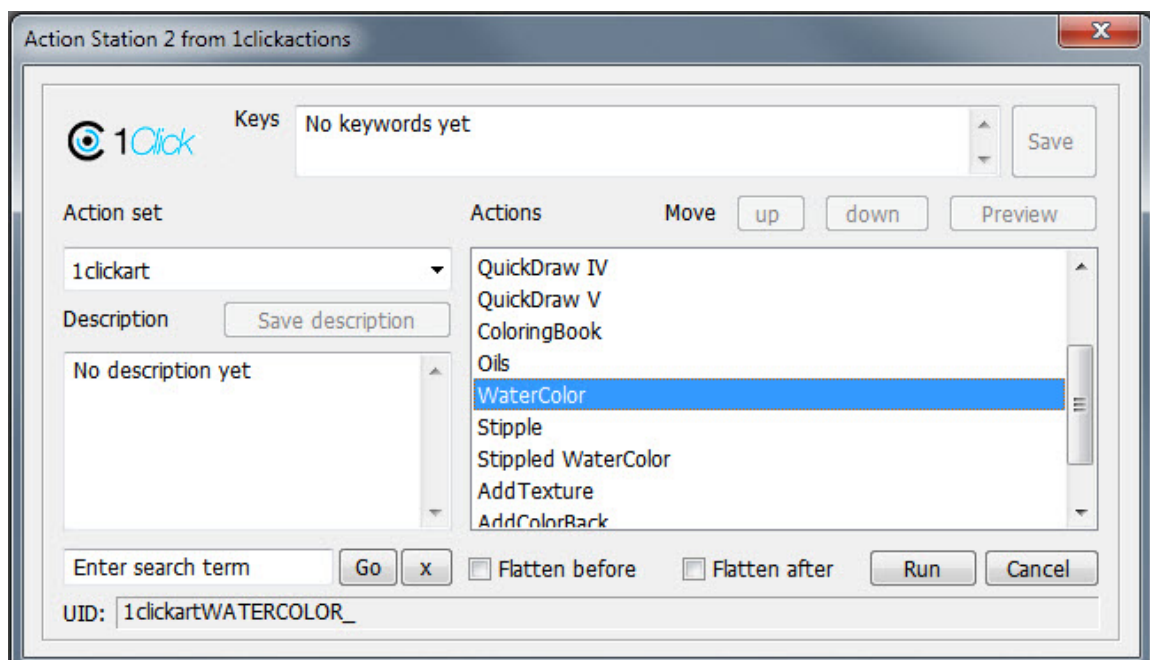 Action Station 2 from 1clickactions
x
1Click
Keys
No keywords yet
Save
Action set
Actions
Move
up
down
Preview
1clickart
Description
Save description
No description yet
QuickDraw IV
QuickDraw V
ColoringBook
Oils
WaterColor
Stipple
Stippled WaterColor
AddTexture
AddColorBack
Enter search term
Go
x
Flatten before
Flatten after
Run
Cancel
UID: 1clickartWATERCOLOR_